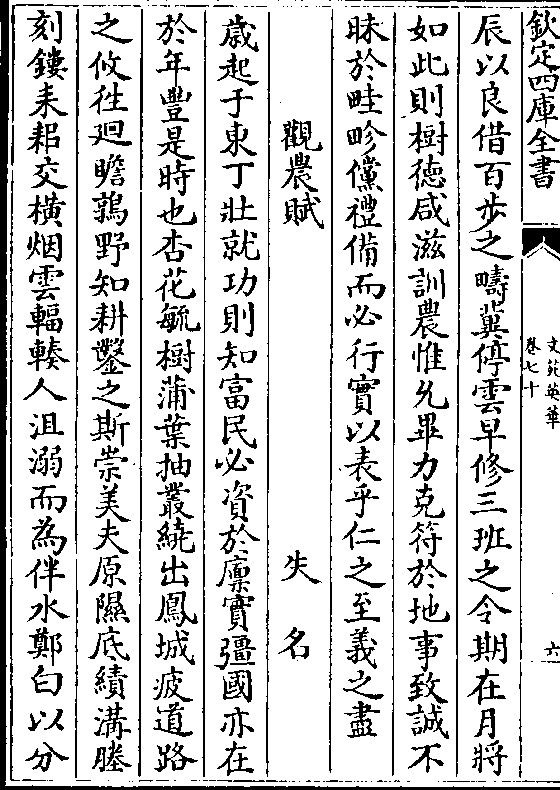 欽定四庫全書
文苑英華
卷七十
六
辰以良借百步之疇冀停雲早修三班之令期在月將
如此則樹德咸滋訓農惟允畢力克符於地事致誠不
昧於畦畛儻禮備而必行實以表乎仁之至義之盡
觀農賦
失名
歳起于東丁壯就功則知富民必資於廪實彊國亦在
於年豐是時也杏花毓樹蒲葉抽叢繞出鳳城疲道路
之攸往迴瞻鶉野知耕鑿之斯崇美夫原隰底績溝塍
刻鏤耒耜交横烟雲輻輳人沮溺而為伴水鄭白以分